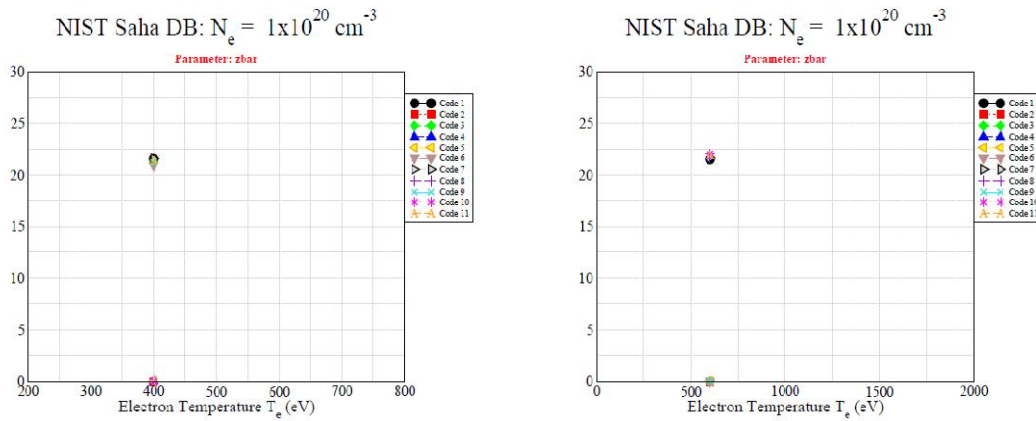 NIST Saha DB: N_e = 1x10^20 cm^-3
Parameter: zbar
30
25
20
15
10
5
0
200 300 400 500 600 700 800
Electron Temperature T_e (eV)
Code 1
Code 2
Code 3
Code 4
Code 5
Code 6
Code 7
Code 8
Code 9
Code 10
Code 11
NIST Saha DB: N_e = 1x10^20 cm^-3
Parameter: zbar
30
25
20
15
10
5
0
0 500 1000 1500 2000
Electron Temperature T_e (eV)
Code 1
Code 2
Code 3
Code 4
Code 5
Code 6
Code 7
Code 8
Code 9
Code 10
Code 11